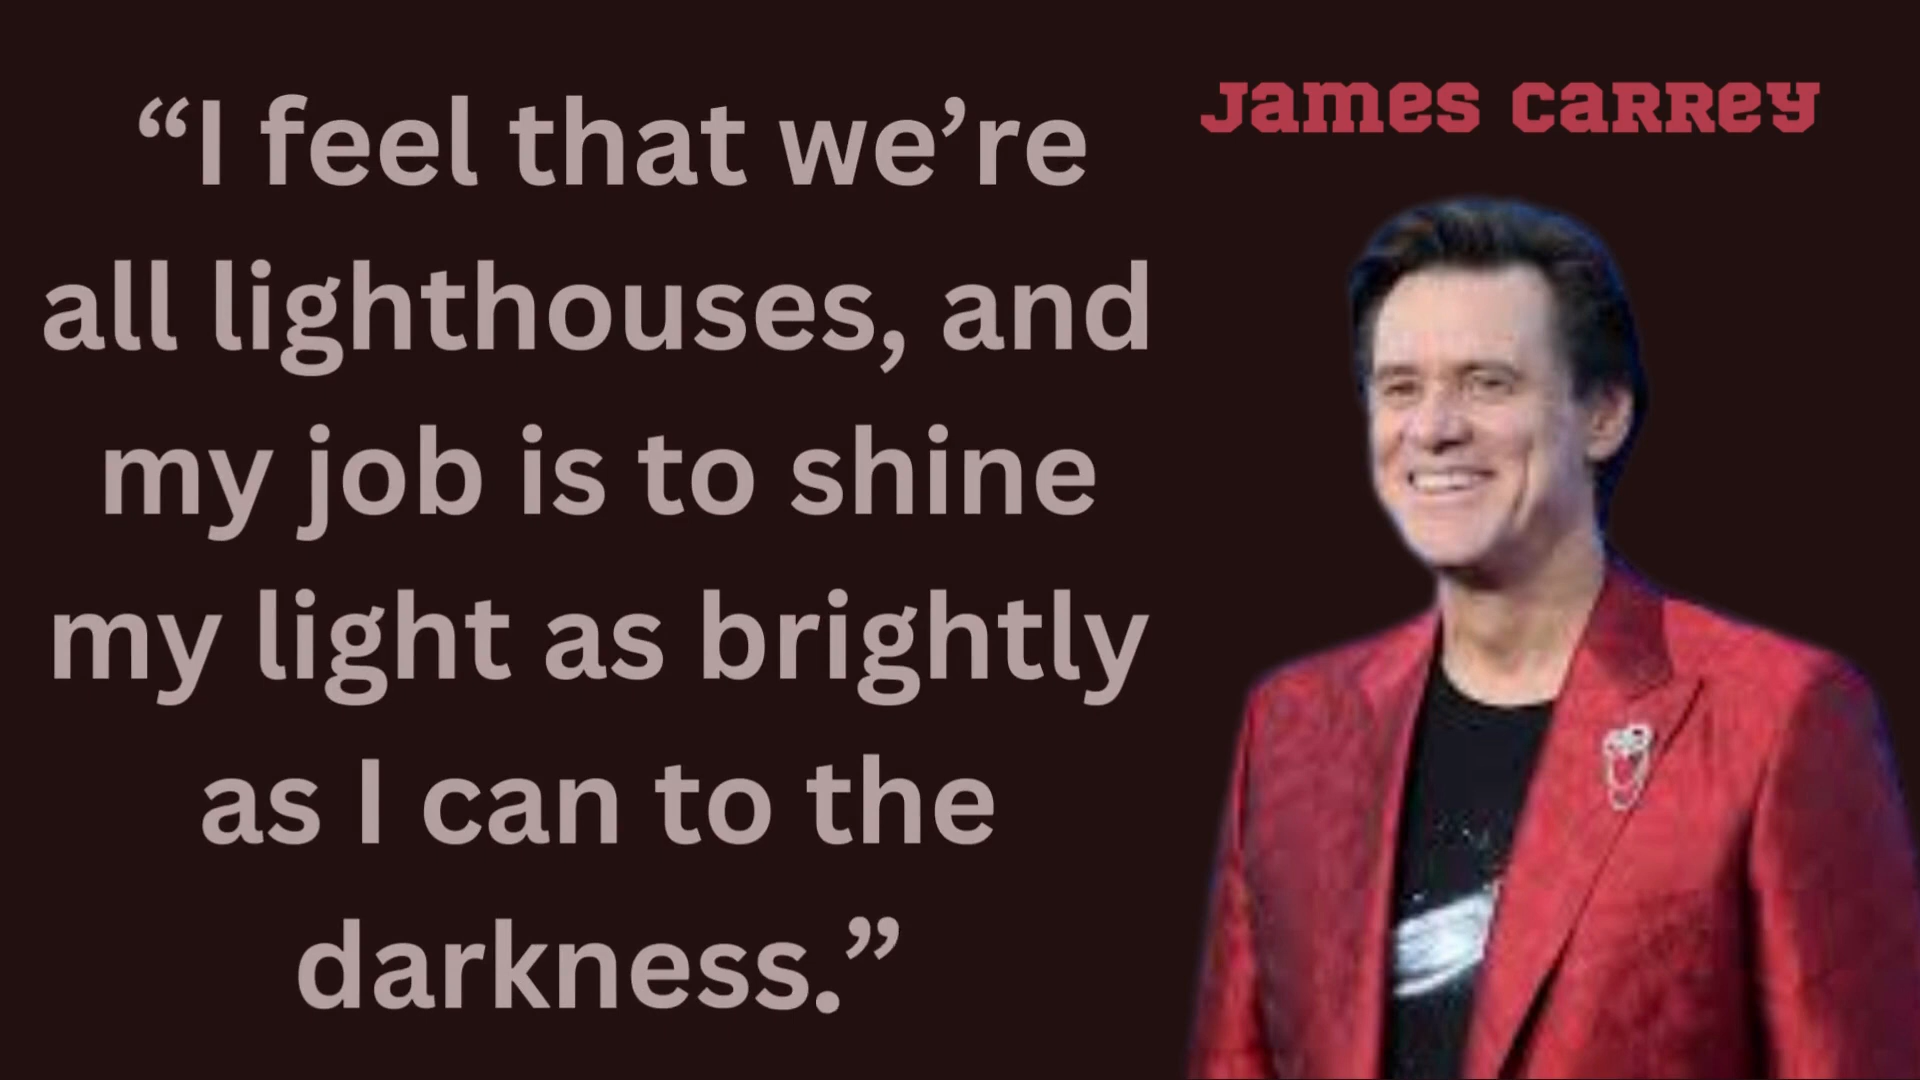 “I feel that we’re
all lighthouses, and
my job is to shine
my light as brightly
as I can to the
darkness.”
James Carrey